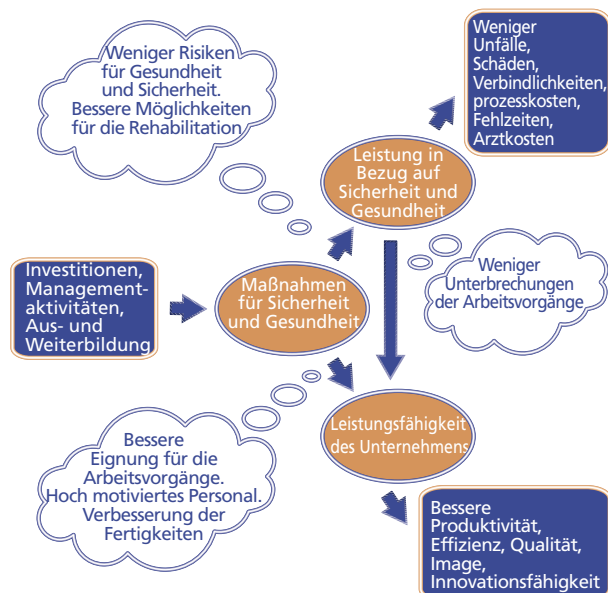 Weniger Risiken
für Gesundheit
und Sicherheit.
Bessere Möglichkeiten
für die Rehabilitation
Weniger
Unfälle,
Schäden,
Verbindlichkeiten,
prozesskosten,
Fehlzeiten,
Arztkosten
Leistung in
Bezug auf
Sicherheit und
Gesundheit
Investitionen,
Management-
aktivitäten,
Aus- und
Weiterbildung
Maßnahmen
für Sicherheit
und Gesundheit
Weniger
Unterbrechungen
der Arbeitsvorgänge
Bessere
Eignung für die
Arbeitsvorgänge.
Hoch motiviertes Personal.
Verbesserung der
Fertigkeiten
Leistungsfähigkeit
des Unternehmens
Bessere
Produktivität,
Effizienz, Qualität,
Image,
Innovationsfähigkeit